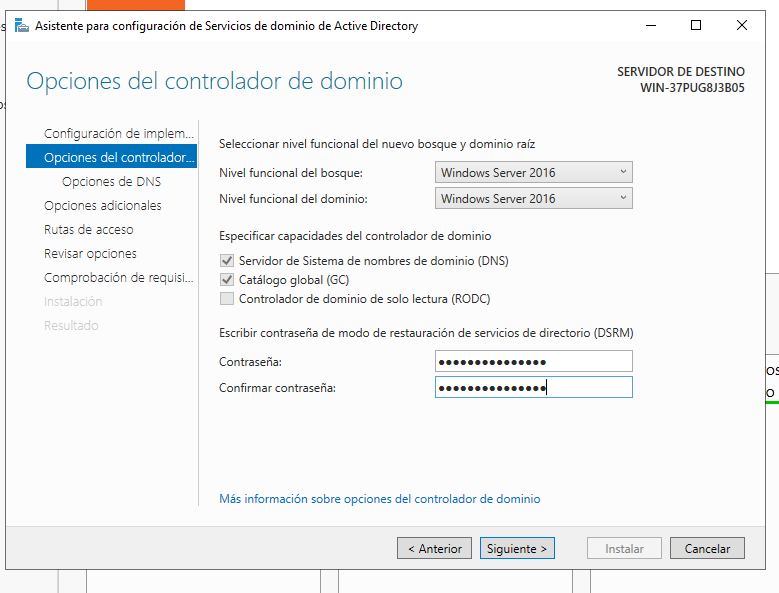 Asistente para configuración de Servicios de dominio de Active Directory
Opciones del controlador de dominio
SERVIDOR DE DESTINO
WIN-37PUG8J3B05
Configuración de implem...
Opciones del controlador...
Opciones de DNS
Opciones adicionales
Rutas de acceso
Revisar opciones
Comprobación de requisi...
Instalación
Resultado
Seleccionar nivel funcional del nuevo bosque y dominio raíz
Nivel funcional del bosque: Windows Server 2016
Nivel funcional del dominio: Windows Server 2016
Especificar capacidades del controlador de dominio
Servidor de Sistema de nombres de dominio (DNS)
Catálogo global (GC)
Controlador de dominio de solo lectura (RODC)
Escribir contraseña de modo de restauración de servicios de directorio (DSRM)
Contraseña: ●●●●●●●●●●●●●●●
Confirmar contraseña: ●●●●●●●●●●●●●●●
Más información sobre opciones del controlador de dominio
< Anterior Siguiente > Instalar Cancelar